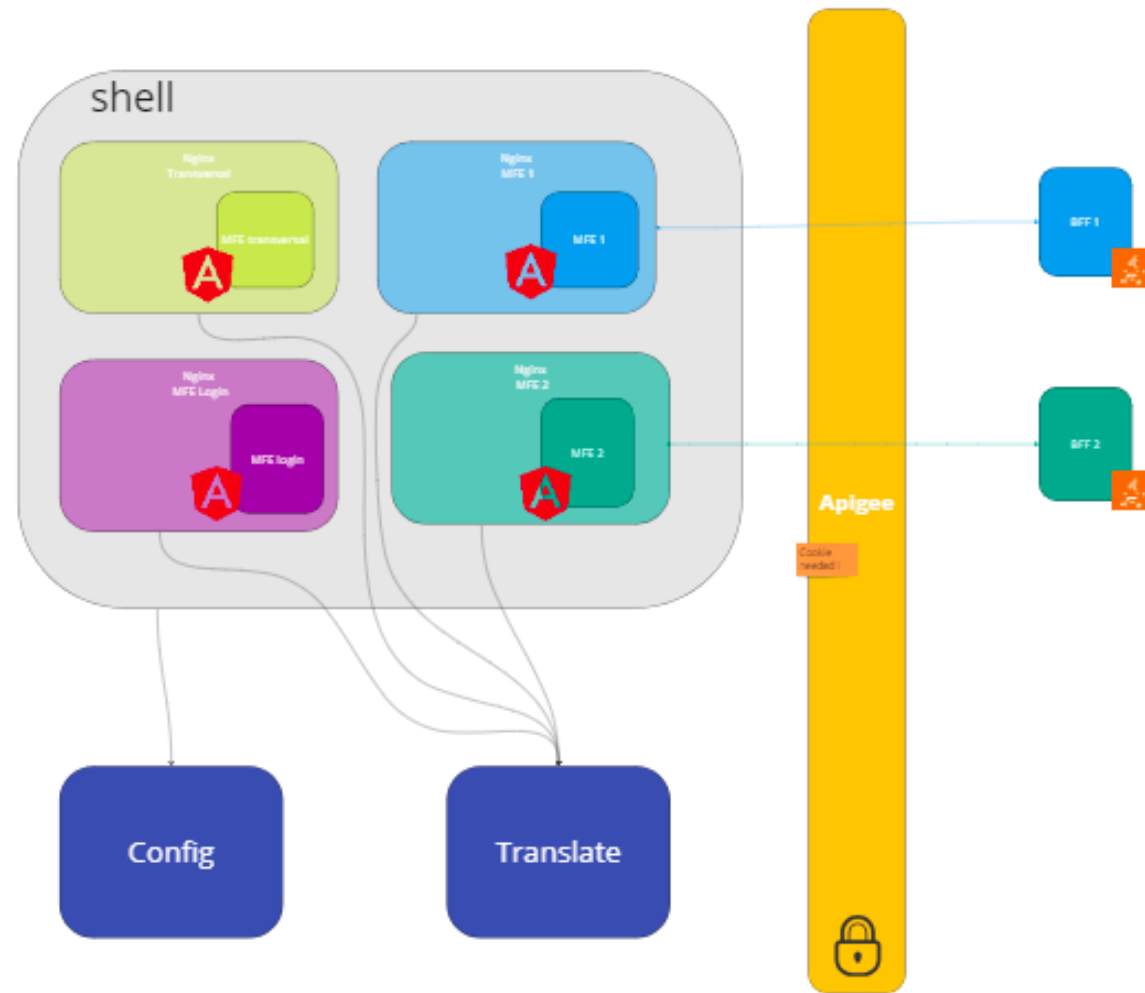 shell
Nginx
Transversal
MFE transversal
Nginx
MFE 1
MFE 1
BFF 1
Nginx
MFE Login
MFE login
Nginx
MFE 2
MFE 2
BFF 2
Apigee
Cookie
needed !
Config
Translate